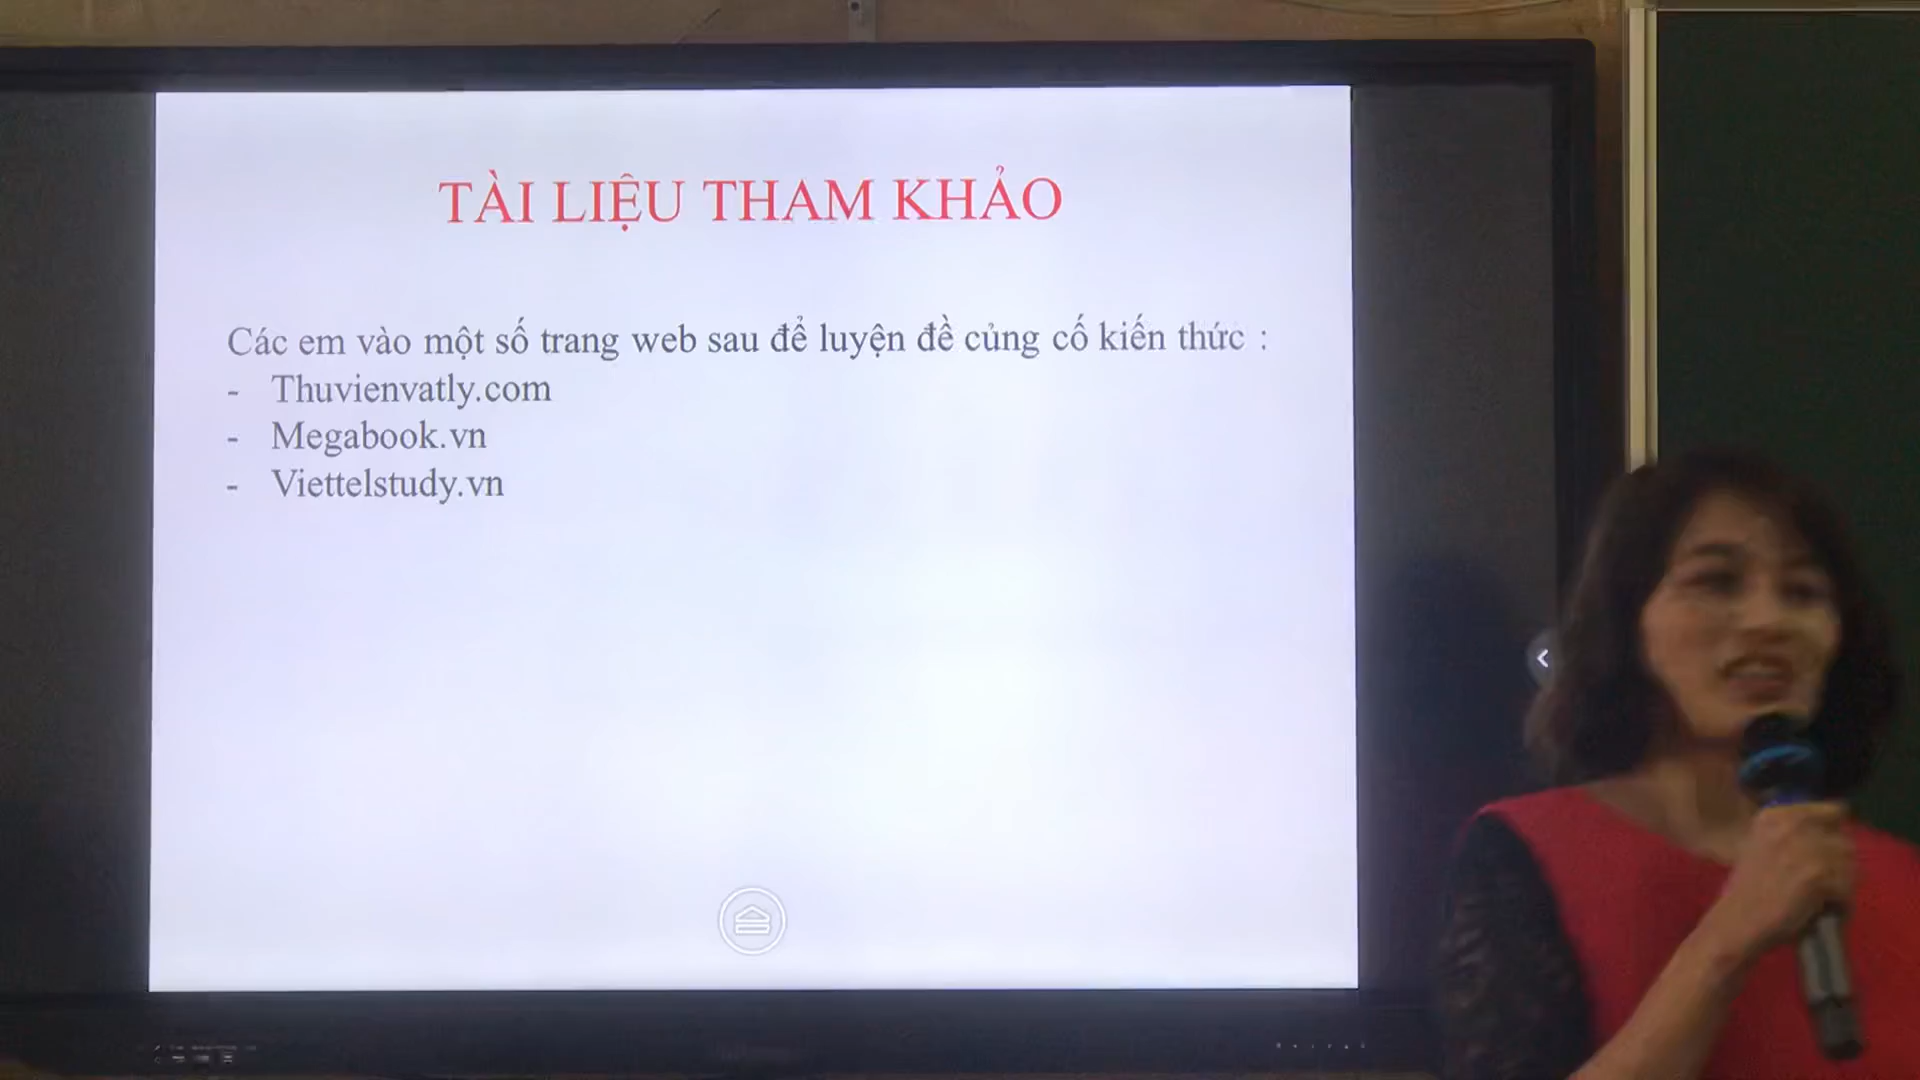 TÀI LIỆU THAM KHẢO
Các em vào một số trang web sau để luyện đề củng cố kiến thức :
- Thuvienvatly.com
- Megabook.vn
- Viettelstudy.vn